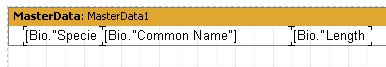 MasterData: MasterData1
[Bio."Specie [Bio."Common Name"] [Bio."Length